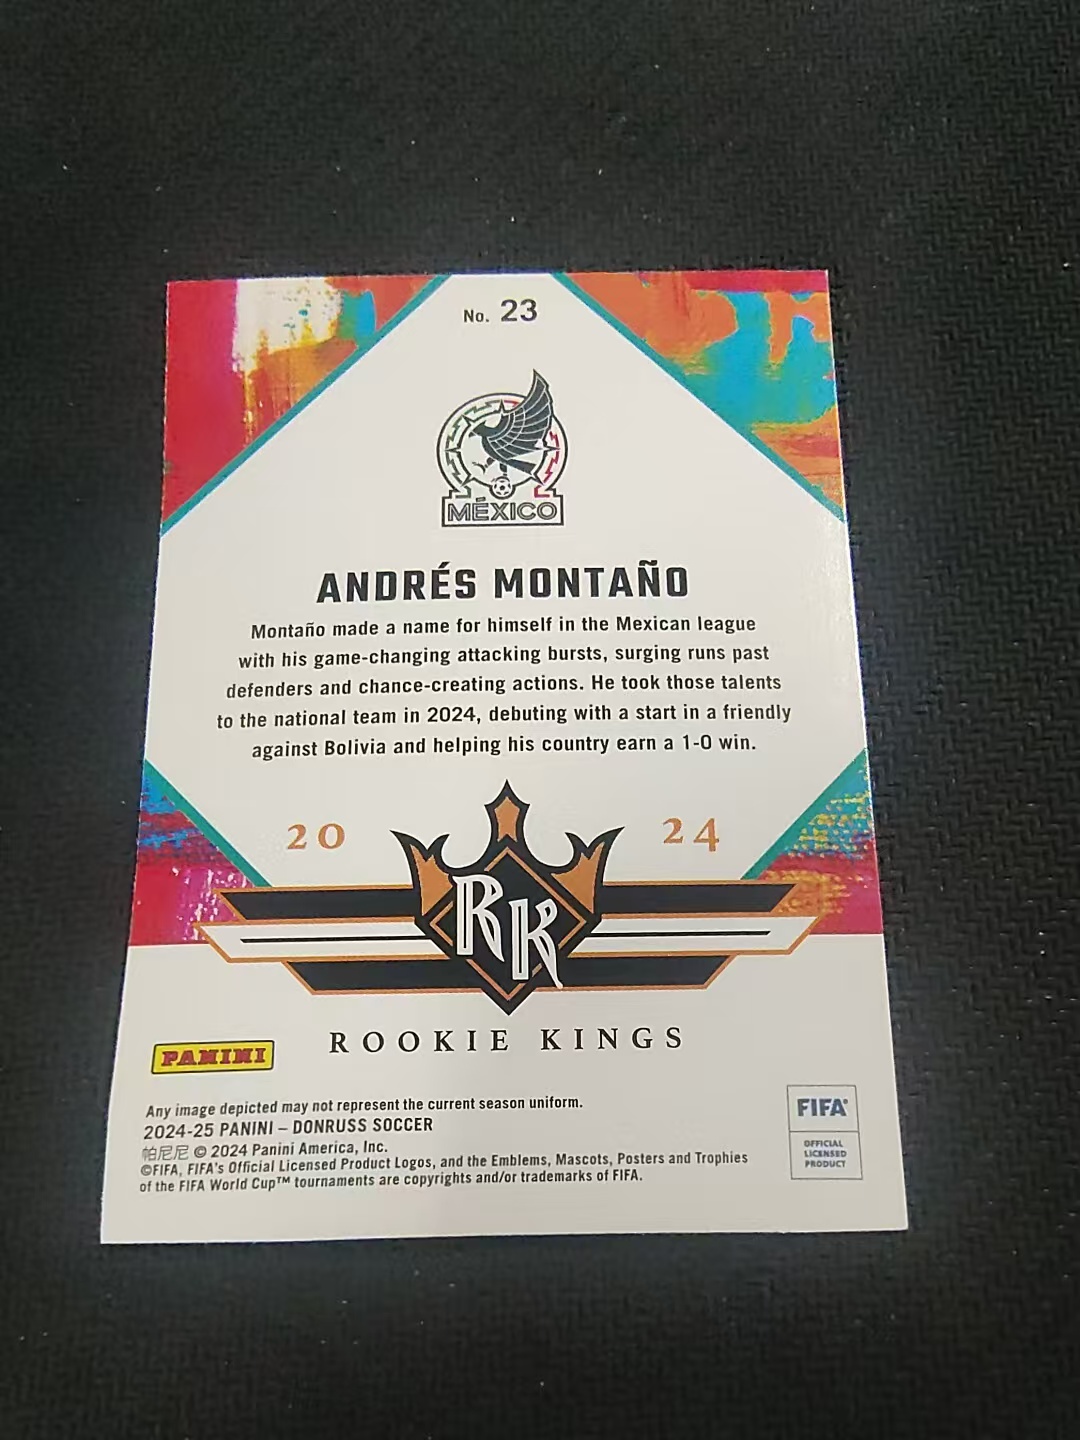 No. 23
MÉXICO
ANDRÉS MONTAÑO
Montaño made a name for himself in the Mexican league
with his game-changing attacking bursts, surging runs past
defenders and chance-creating actions. He took those talents
to the national team in 2024, debuting with a start in a friendly
against Bolivia and helping his country earn a 1-0 win.
20 24
RK
ROOKIE KINGS
PANINI
Any image depicted may not represent the current season uniform.
2024-25 PANINI – DONRUSS SOCCER
帕尼尼 © 2024 Panini America, Inc.
©FIFA, FIFA's Official Licensed Product Logos, and the Emblems, Mascots, Posters and Trophies
of the FIFA World Cup™ tournaments are copyrights and/or trademarks of FIFA.
FIFA®
OFFICIAL
LICENSED
PRODUCT